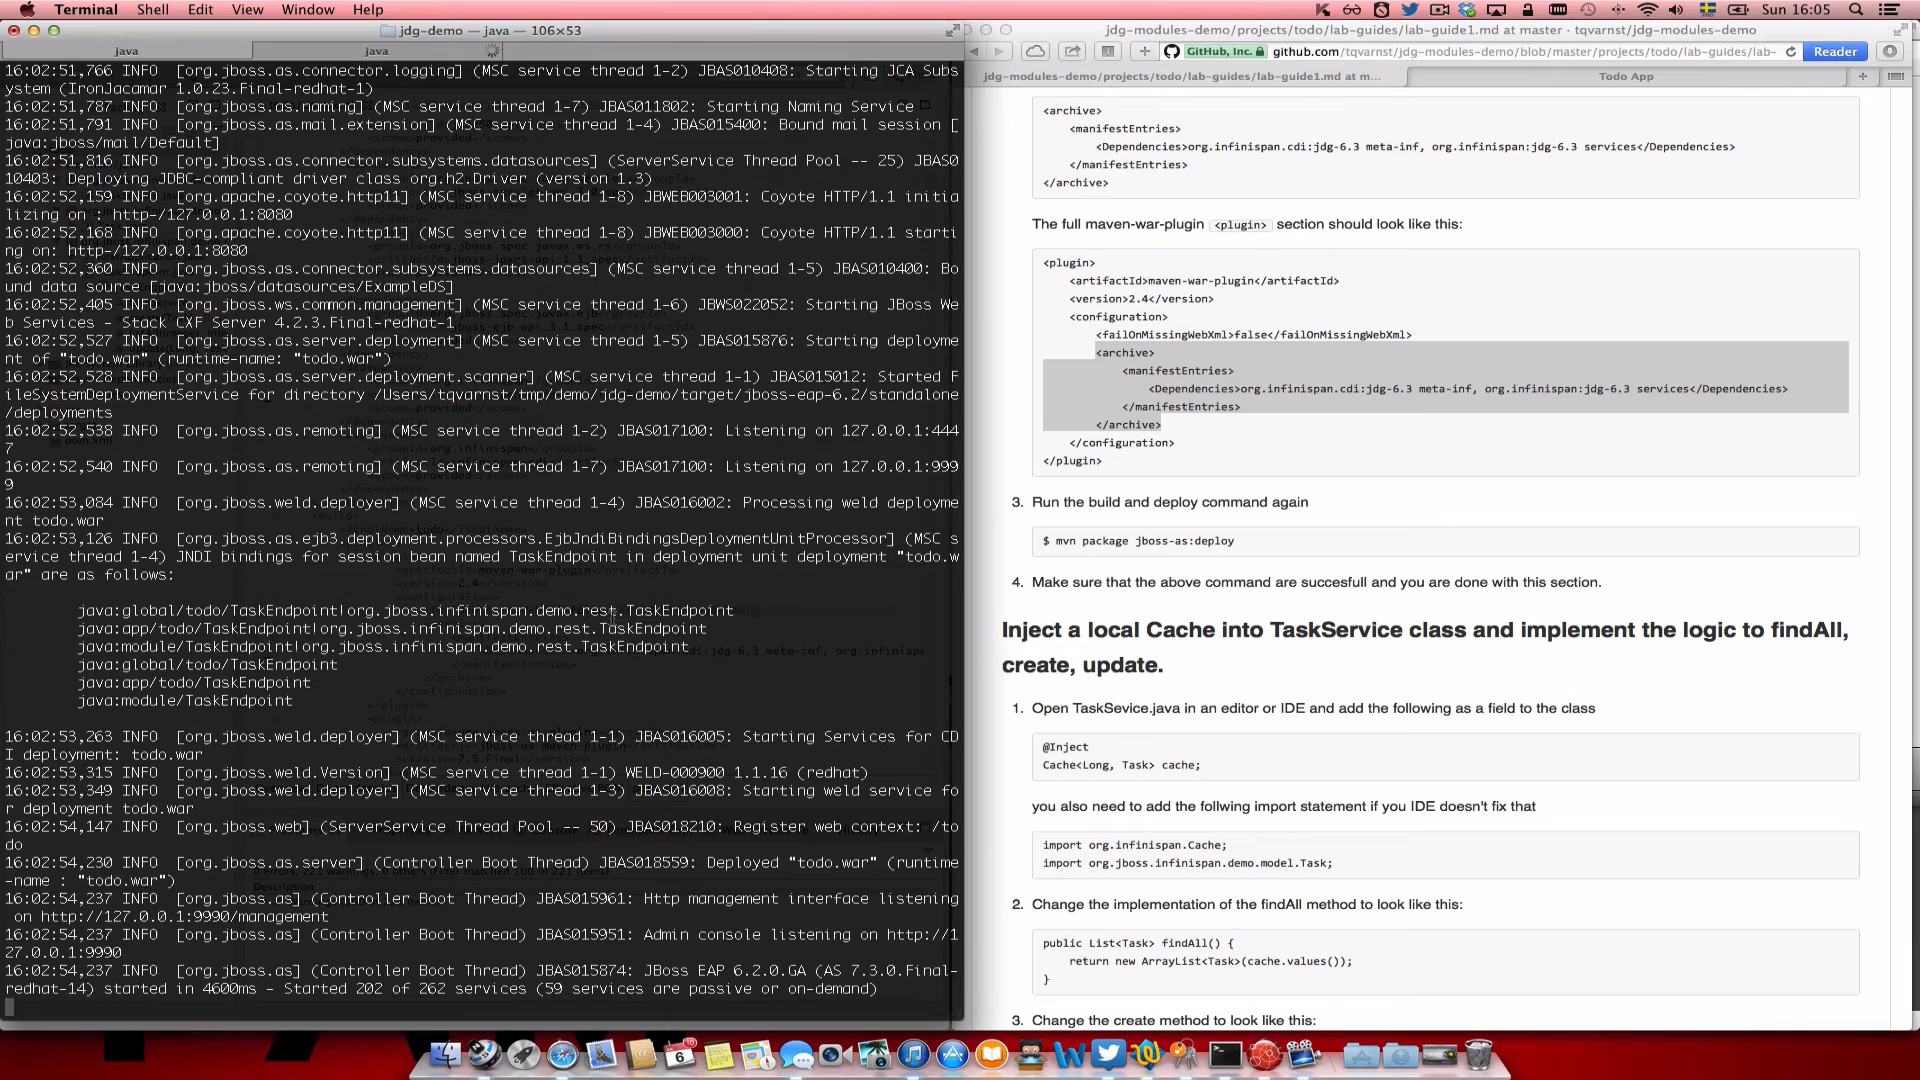 Terminal Shell Edit View Window Help
Sun 16:05
jdg-demo — java — 106×53
java java
16:02:51,766 INFO  [org.jboss.as.connector.logging] (MSC service thread 1-2) JBAS010408: Starting JCA Subs
ystem (IronJacamar 1.0.23.Final-redhat-1)
16:02:51,787 INFO  [org.jboss.as.naming] (MSC service thread 1-7) JBAS011802: Starting Naming Service
16:02:51,791 INFO  [org.jboss.as.mail.extension] (MSC service thread 1-4) JBAS015400: Bound mail session [
java:jboss/mail/Default]
16:02:51,816 INFO  [org.jboss.as.connector.subsystems.datasources] (ServerService Thread Pool -- 25) JBAS0
10403: Deploying JDBC-compliant driver class org.h2.Driver (version 1.3)
16:02:52,159 INFO  [org.apache.coyote.http11] (MSC service thread 1-8) JBWEB003001: Coyote HTTP/1.1 initia
lizing on : http-/127.0.0.1:8080
16:02:52,168 INFO  [org.apache.coyote.http11] (MSC service thread 1-8) JBWEB003000: Coyote HTTP/1.1 starti
ng on: http-/127.0.0.1:8080
16:02:52,360 INFO  [org.jboss.as.connector.subsystems.datasources] (MSC service thread 1-5) JBAS010400: Bo
und data source [java:jboss/datasources/ExampleDS]
16:02:52,405 INFO  [org.jboss.ws.common.management] (MSC service thread 1-6) JBWS022052: Starting JBoss We
b Services - Stack CXF Server 4.2.3.Final-redhat-1
16:02:52,527 INFO  [org.jboss.as.server.deployment] (MSC service thread 1-5) JBAS015876: Starting deployme
nt of "todo.war" (runtime-name: "todo.war")
16:02:52,528 INFO  [org.jboss.as.server.deployment.scanner] (MSC service thread 1-1) JBAS015012: Started F
ileSystemDeploymentService for directory /Users/tqvarnst/tmp/demo/jdg-demo/target/jboss-eap-6.2/standalone
/deployments
16:02:52,538 INFO  [org.jboss.as.remoting] (MSC service thread 1-2) JBAS017100: Listening on 127.0.0.1:444
7
16:02:52,540 INFO  [org.jboss.as.remoting] (MSC service thread 1-7) JBAS017100: Listening on 127.0.0.1:999
9
16:02:53,084 INFO  [org.jboss.weld.deployer] (MSC service thread 1-4) JBAS016002: Processing weld deployme
nt todo.war
16:02:53,126 INFO  [org.jboss.as.ejb3.deployment.processors.EjbJndiBindingsDeploymentUnitProcessor] (MSC s
ervice thread 1-4) JNDI bindings for session bean named TaskEndpoint in deployment unit deployment "todo.w
ar" are as follows:
java:global/todo/TaskEndpoint!org.jboss.infinispan.demo.rest.TaskEndpoint
java:app/todo/TaskEndpoint!org.jboss.infinispan.demo.rest.TaskEndpoint
java:module/TaskEndpoint!org.jboss.infinispan.demo.rest.TaskEndpoint
java:global/todo/TaskEndpoint
java:app/todo/TaskEndpoint
java:module/TaskEndpoint
16:02:53,263 INFO  [org.jboss.weld.deployer] (MSC service thread 1-1) JBAS016005: Starting Services for CD
I deployment: todo.war
16:02:53,315 INFO  [org.jboss.weld.Version] (MSC service thread 1-1) WELD-000900 1.1.16 (redhat)
16:02:53,349 INFO  [org.jboss.weld.deployer] (MSC service thread 1-3) JBAS016008: Starting weld service fo
r deployment todo.war
16:02:54,147 INFO  [org.jboss.web] (ServerService Thread Pool -- 50) JBAS018210: Register web context: /to
do
16:02:54,230 INFO  [org.jboss.as.server] (Controller Boot Thread) JBAS018559: Deployed "todo.war" (runtime
-name : "todo.war")
16:02:54,237 INFO  [org.jboss.as] (Controller Boot Thread) JBAS015961: Http management interface listening
 on http://127.0.0.1:9990/management
16:02:54,237 INFO  [org.jboss.as] (Controller Boot Thread) JBAS015951: Admin console listening on http://1
27.0.0.1:9990
16:02:54,237 INFO  [org.jboss.as] (Controller Boot Thread) JBAS015874: JBoss EAP 6.2.0.GA (AS 7.3.0.Final-
redhat-14) started in 4600ms - Started 202 of 262 services (59 services are passive or on-demand)
jdg-modules-demo/projects/todo/lab-guides/lab-guide1.md at master · tqvarnst/jdg-modules-demo
GitHub, Inc. github.com/tqvarnst/jdg-modules-demo/blob/master/projects/todo/lab-guides/lab- Reader
jdg-modules-demo/projects/todo/lab-guides/lab-guide1.md at m... Todo App
<archive>
<manifestEntries>
<Dependencies>org.infinispan.cdi:jdg-6.3 meta-inf, org.infinispan:jdg-6.3 services</Dependencies>
</manifestEntries>
</archive>
The full maven-war-plugin <plugin> section should look like this:
<plugin>
<artifactId>maven-war-plugin</artifactId>
<version>2.4</version>
<configuration>
<failOnMissingWebXml>false</failOnMissingWebXml>
<archive>
<manifestEntries>
<Dependencies>org.infinispan.cdi:jdg-6.3 meta-inf, org.infinispan:jdg-6.3 services</Dependencies>
</manifestEntries>
</archive>
</configuration>
</plugin>
3. Run the build and deploy command again
$ mvn package jboss-as:deploy
4. Make sure that the above command are succesfull and you are done with this section.
Inject a local Cache into TaskService class and implement the logic to findAll,
create, update.
1. Open TaskSevice.java in an editor or IDE and add the following as a field to the class
@Inject
Cache<Long, Task> cache;
you also need to add the follwing import statement if you IDE doesn't fix that
import org.infinispan.Cache;
import org.jboss.infinispan.demo.model.Task;
2. Change the implementation of the findAll method to look like this:
public List<Task> findAll() {
return new ArrayList<Task>(cache.values());
}
3. Change the create method to look like this: